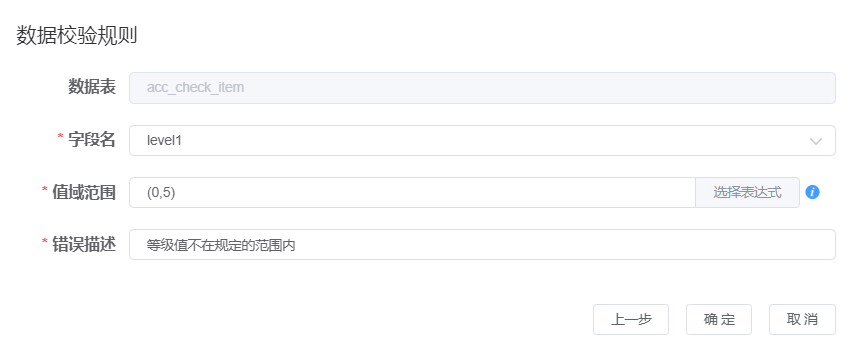 数据校验规则
数据表 acc_check_item
* 字段名 level1
* 值域范围 (0,5) 选择表达式 i
* 错误描述 等级值不在规定的范围内
上一步 确 定 取 消